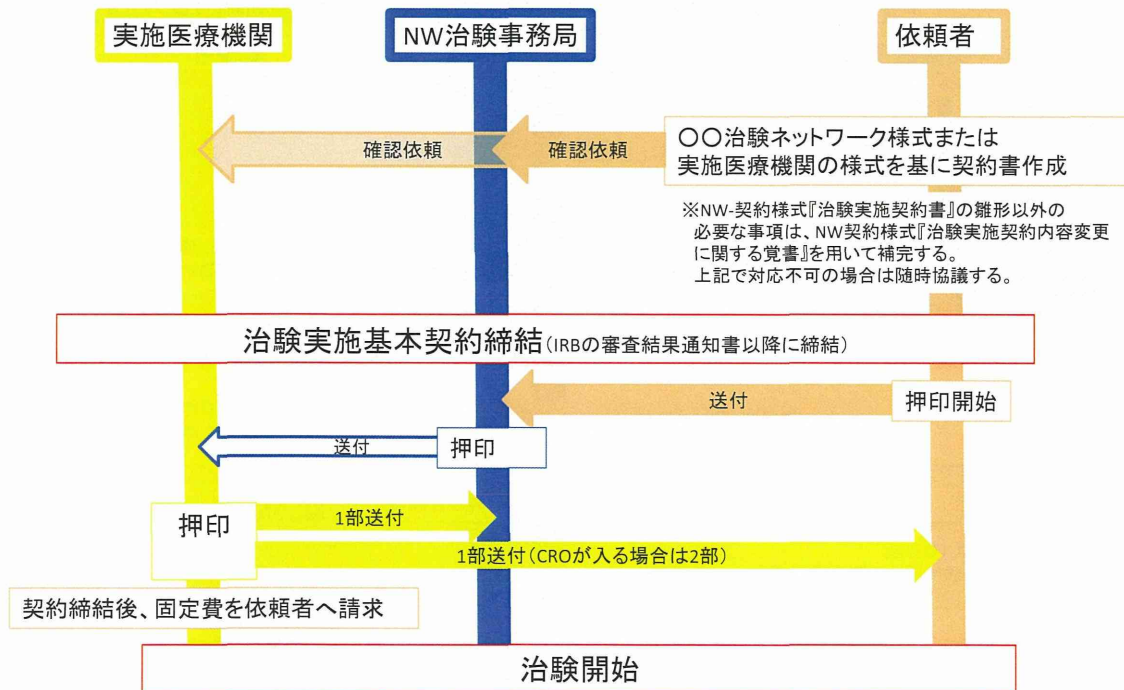 実施医療機関
NW治験事務局
依頼者
確認依頼
確認依頼
〇〇治験ネットワーク様式または
実施医療機関の様式を基に契約書作成
※NW-契約様式『治験実施契約書』の雛形以外の
必要な事項は、NW契約様式『治験実施契約内容変更
に関する覚書』を用いて補完する。
上記で対応不可の場合は随時協議する。
治験実施基本契約締結(IRBの審査結果通知書以降に締結)
送付
押印開始
送付
押印
押印
1部送付
1部送付(CROが入る場合は2部)
契約締結後、固定費を依頼者へ請求
治験開始